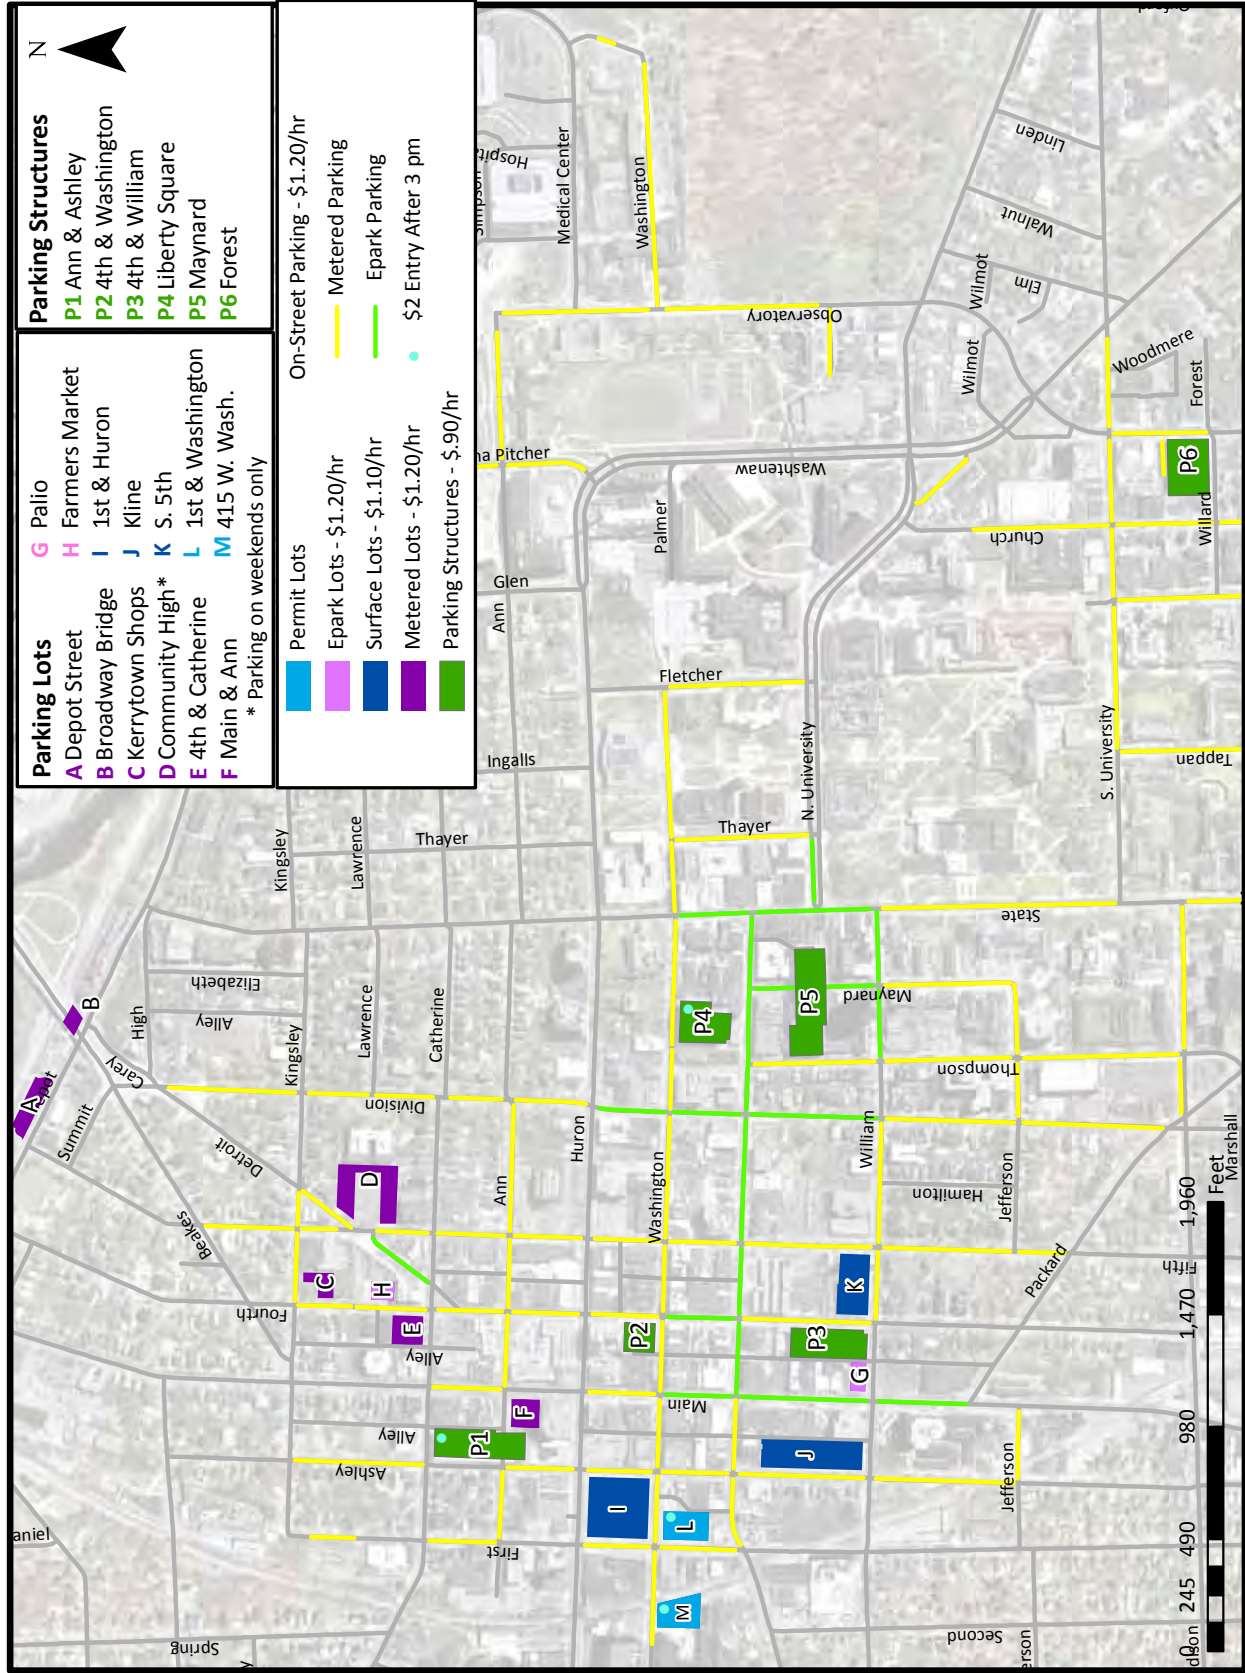 Parking Lots
A Depot Street
B Broadway Bridge
C Kerrytown Shops
D Community High*
E 4th & Catherine
F Main & Ann
G Palio
H Farmers Market
I 1st & Huron
J Kline
K S. 5th
L 1st & Washington
M 415 W. Wash.
* Parking on weekends only
Parking Structures
P1 Ann & Ashley
P2 4th & Washington
P3 4th & William
P4 Liberty Square
P5 Maynard
P6 Forest
N
Permit Lots
Epark Lots - $1.20/hr
Surface Lots - $1.10/hr
Metered Lots - $1.20/hr
Parking Structures - $.90/hr
On-Street Parking - $1.20/hr
Metered Parking
Epark Parking
$2 Entry After 3 pm
Hospital
Medical Center
Washington
Observatory
Linden
Walnut
Elm
Wilmot
Wilmot
Woodmere
Forest
Willard
P6
Church
Washtenaw
Palmer
Glen
Ann
Fletcher
Ingalls
N. University
S. University
Tappan
Thayer
Thayer
Kingsley
Lawrence
State
Elizabeth
Alley
High
Kingsley
Lawrence
Catherine
B
A
Carey
Summit
Detroit
Beakes
Division
D
Ann
Huron
Washington
P4
P5
Maynard
Thompson
William
Hamilton
Jefferson
Packard
Marshall
Fifth
Fourth
C
H
E
Alley
P2
P3
K
G
Main
F
Alley
P1
Ashley
J
I
L
M
First
Jefferson
Second
Spring
0 245 490 980 1,470 1,960
Feet